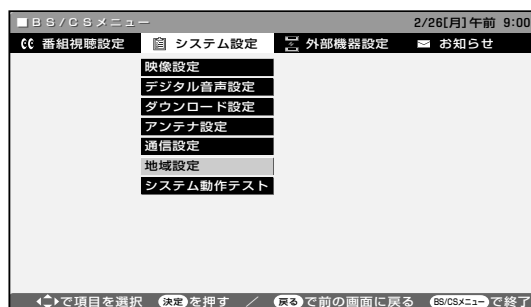 ■BS/CSメニュー 2/26[月]午前 9:00
番組視聴設定 システム設定 外部機器設定 お知らせ
映像設定
デジタル音声設定
ダウンロード設定
アンテナ設定
通信設定
地域設定
システム動作テスト
で項目を選択 決定を押す / 戻るで前の画面に戻る BS/CSメニューで終了